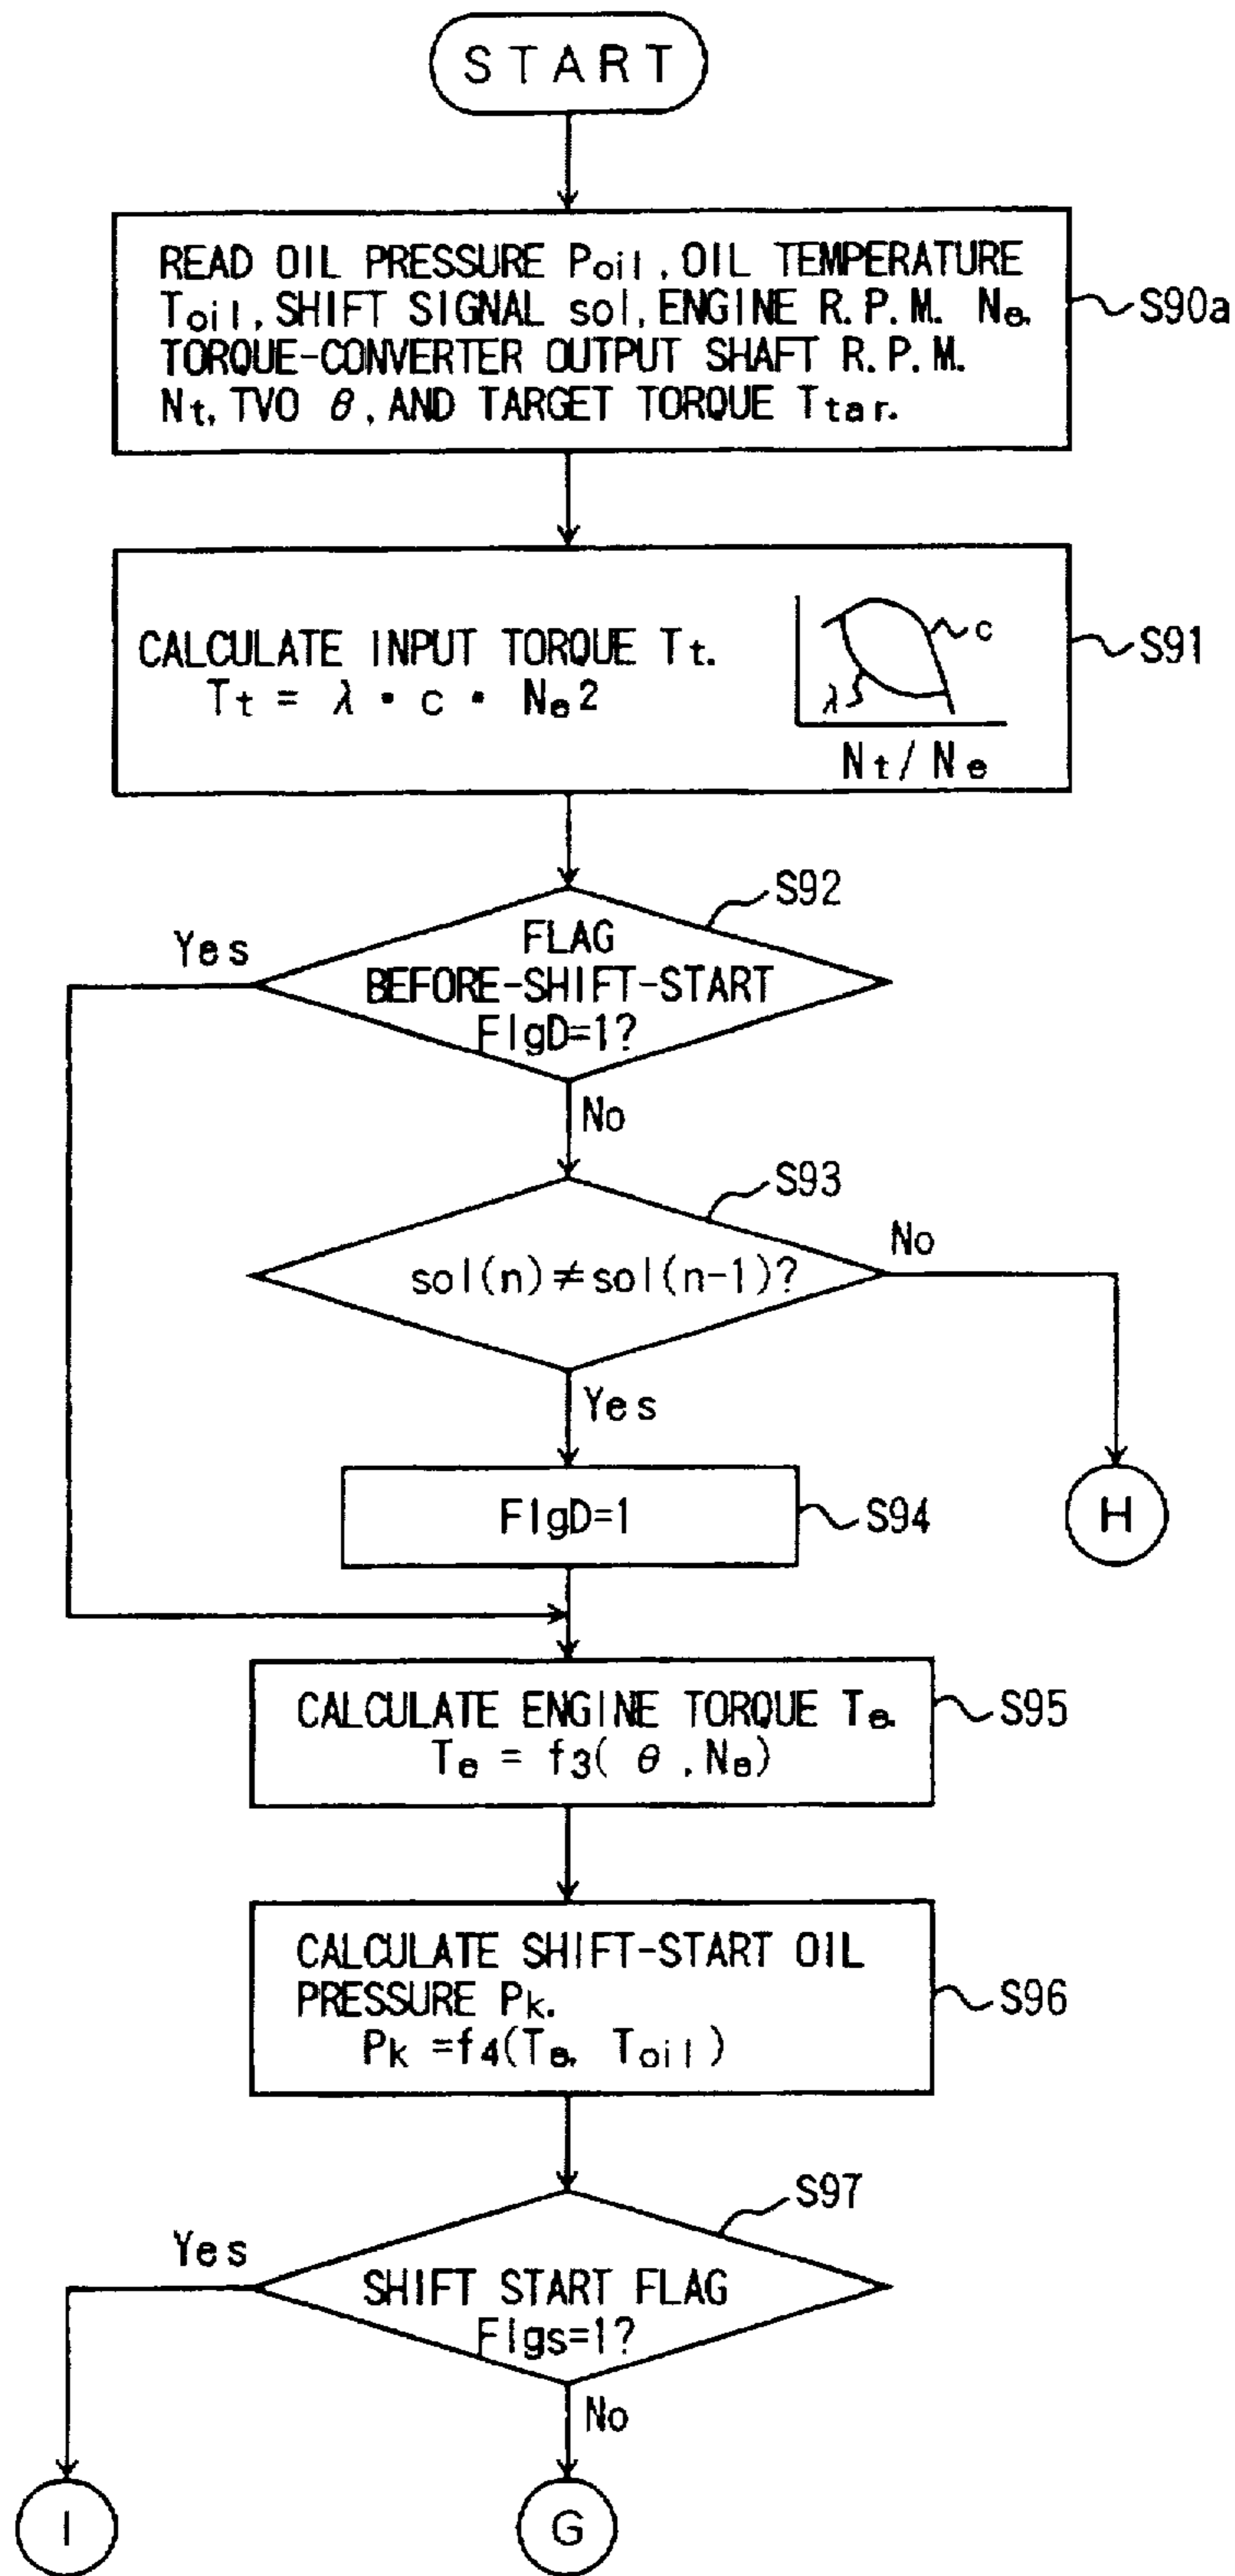 START
READ OIL PRESSURE Poil, OIL TEMPERATURE
Toil, SHIFT SIGNAL sol, ENGINE R.P.M. Ne,
TORQUE-CONVERTER OUTPUT SHAFT R.P.M.
Nt, TVO θ, AND TARGET TORQUE Ttar.
S90a
CALCULATE INPUT TORQUE Tt.
Tt = λ・c・Ne2
c
λ
Nt/Ne
S91
S92
FLAG
BEFORE-SHIFT-START
FlgD=1?
Yes
No
S93
sol(n)≠sol(n-1)?
No
Yes
FlgD=1
S94
H
CALCULATE ENGINE TORQUE Te.
Te = f3(θ, Ne)
S95
CALCULATE SHIFT-START OIL
PRESSURE Pk.
Pk =f4(Te, Toil)
S96
S97
Yes
SHIFT START FLAG
Flgs=1?
No
I
G